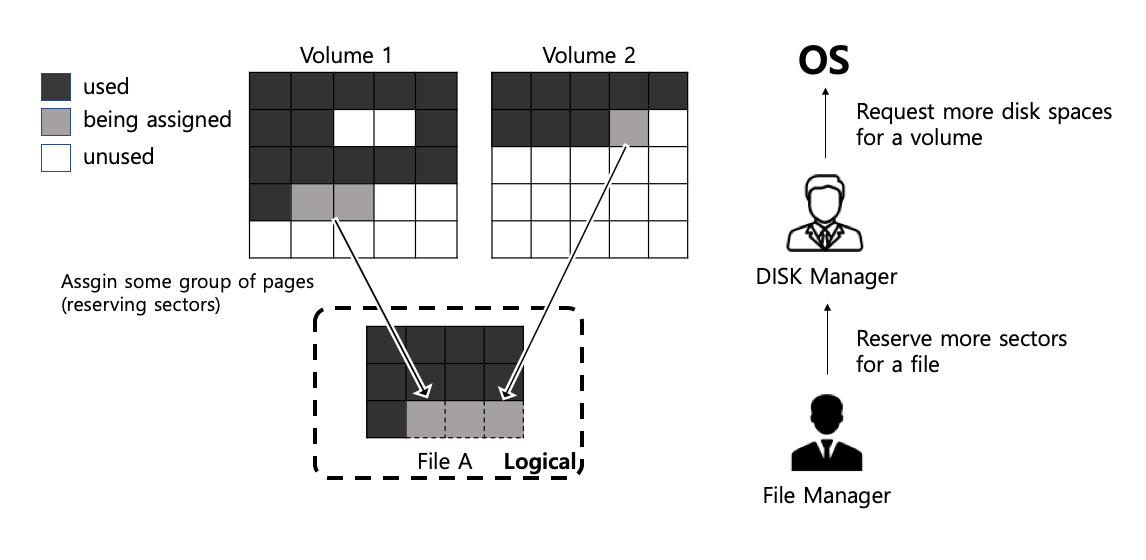 Volume 1
Volume 2
used
being assigned
unused
OS
Request more disk spaces
for a volume
DISK Manager
Assgin some group of pages
(reserving sectors)
Reserve more sectors
for a file
File A
Logical
File Manager